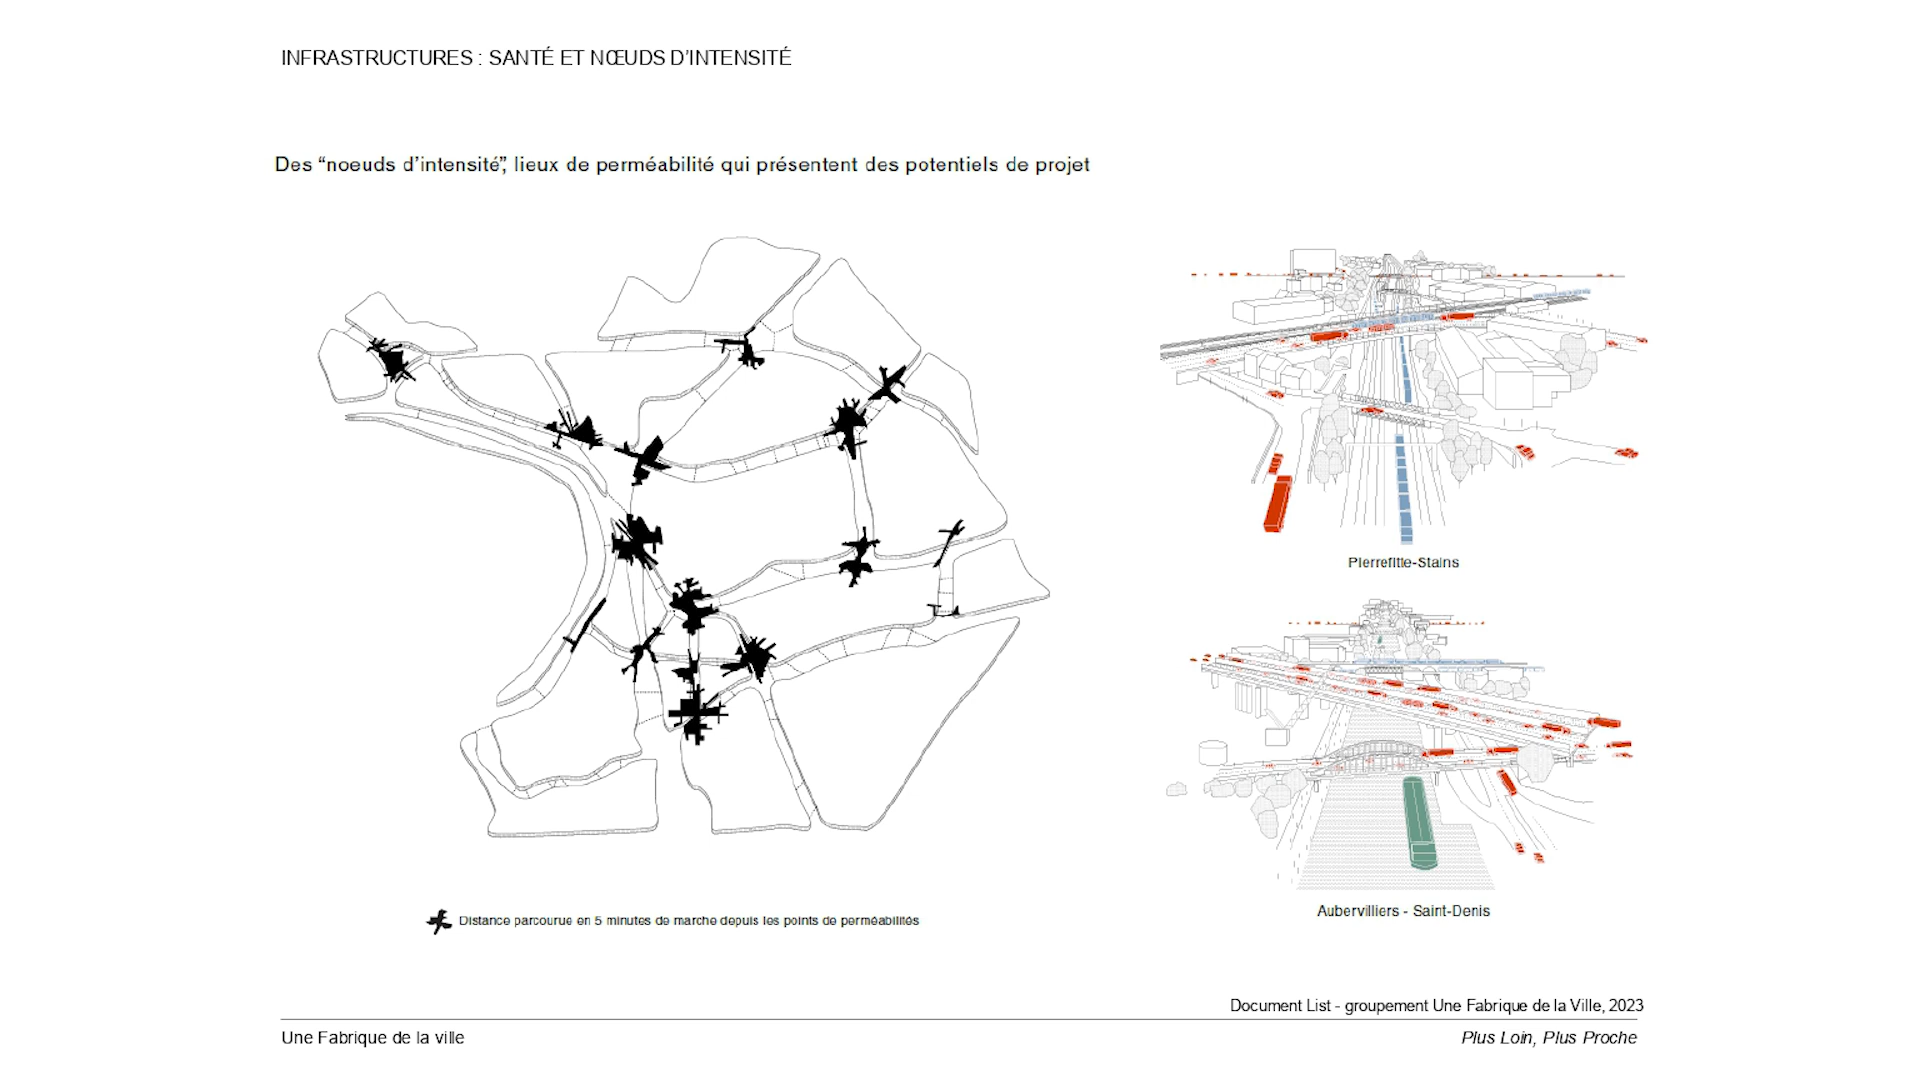 INFRASTRUCTURES : SANTÉ ET NŒUDS D'INTENSITÉ
Des “noeuds d'intensité”, lieux de perméabilité qui présentent des potentiels de projet
Pierrefitte-Stains
Aubervilliers - Saint-Denis
Distance parcourue en 5 minutes de marche depuis les points de perméabilités
Document List - groupement Une Fabrique de la Ville, 2023
Une Fabrique de la ville
Plus Loin, Plus Proche